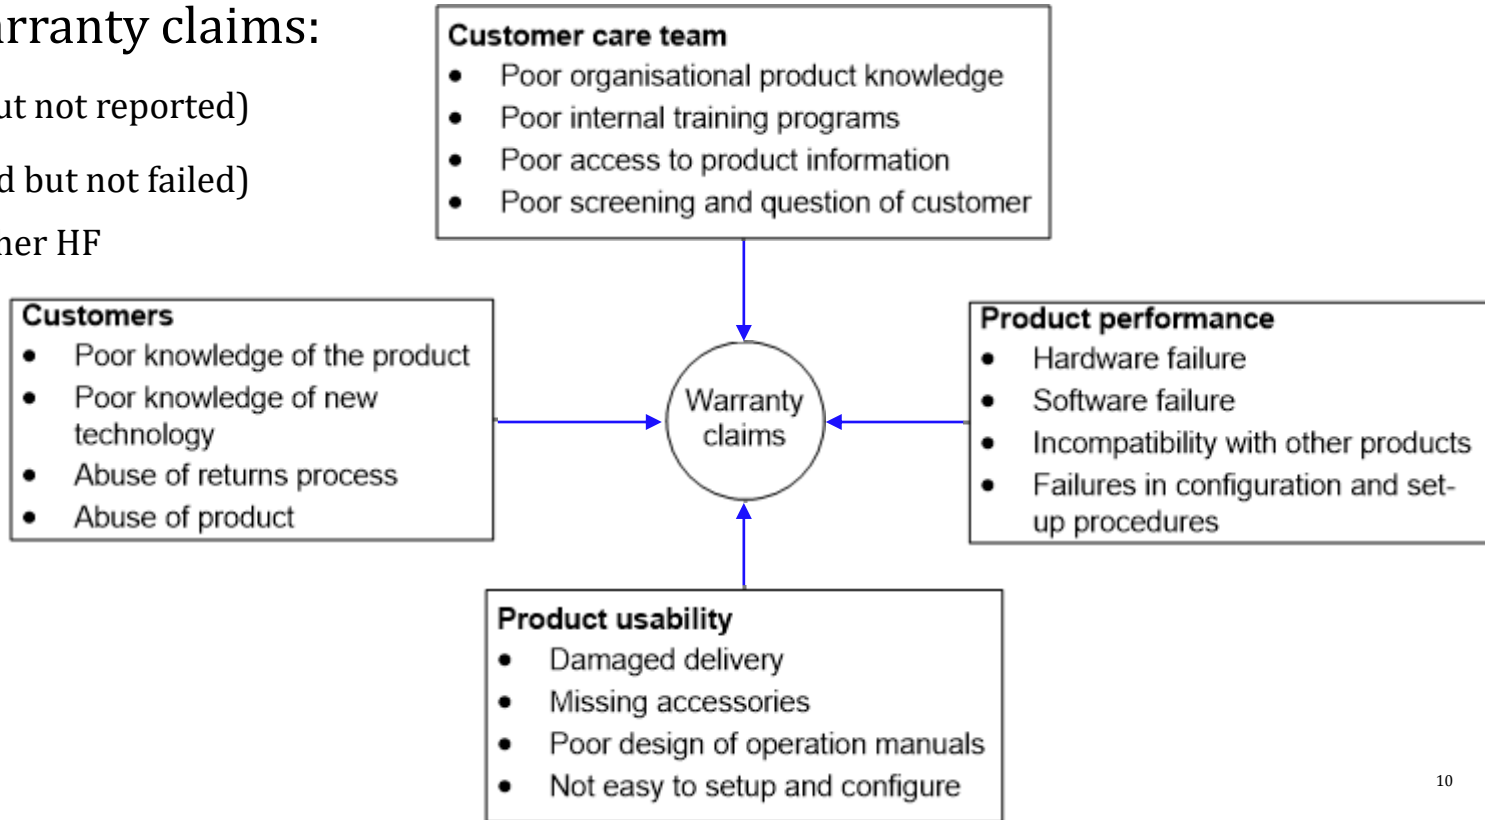 rranty claims:
ut not reported)
d but not failed)
ner HF
Customer care team
• Poor organisational product knowledge
• Poor internal training programs
• Poor access to product information
• Poor screening and question of customer
Customers
• Poor knowledge of the product
• Poor knowledge of new
technology
• Abuse of returns process
• Abuse of product
Warranty
claims
Product performance
• Hardware failure
• Software failure
• Incompatibility with other products
• Failures in configuration and set-
up procedures
Product usability
• Damaged delivery
• Missing accessories
• Poor design of operation manuals
• Not easy to setup and configure
10